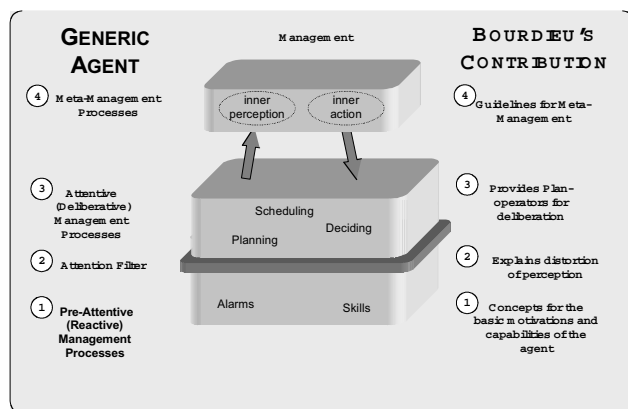 GENERIC
AGENT
4 Meta-Management
Processes
3 Attentive
(Deliberative)
Management
Processes
2 Attention Filter
1 Pre-Attentive
(Reactive)
Management
Processes
Management
inner
perception
inner
action
Scheduling
Deciding
Planning
Alarms
Skills
BOURDIEU'S
CONTRIBUTION
4 Guidelines for Meta-
Management
3 Provides Plan-
operators for
deliberation
2 Explains distortion
of perception
1 Concepts for the
basic motivations and
capabilities of the
agent